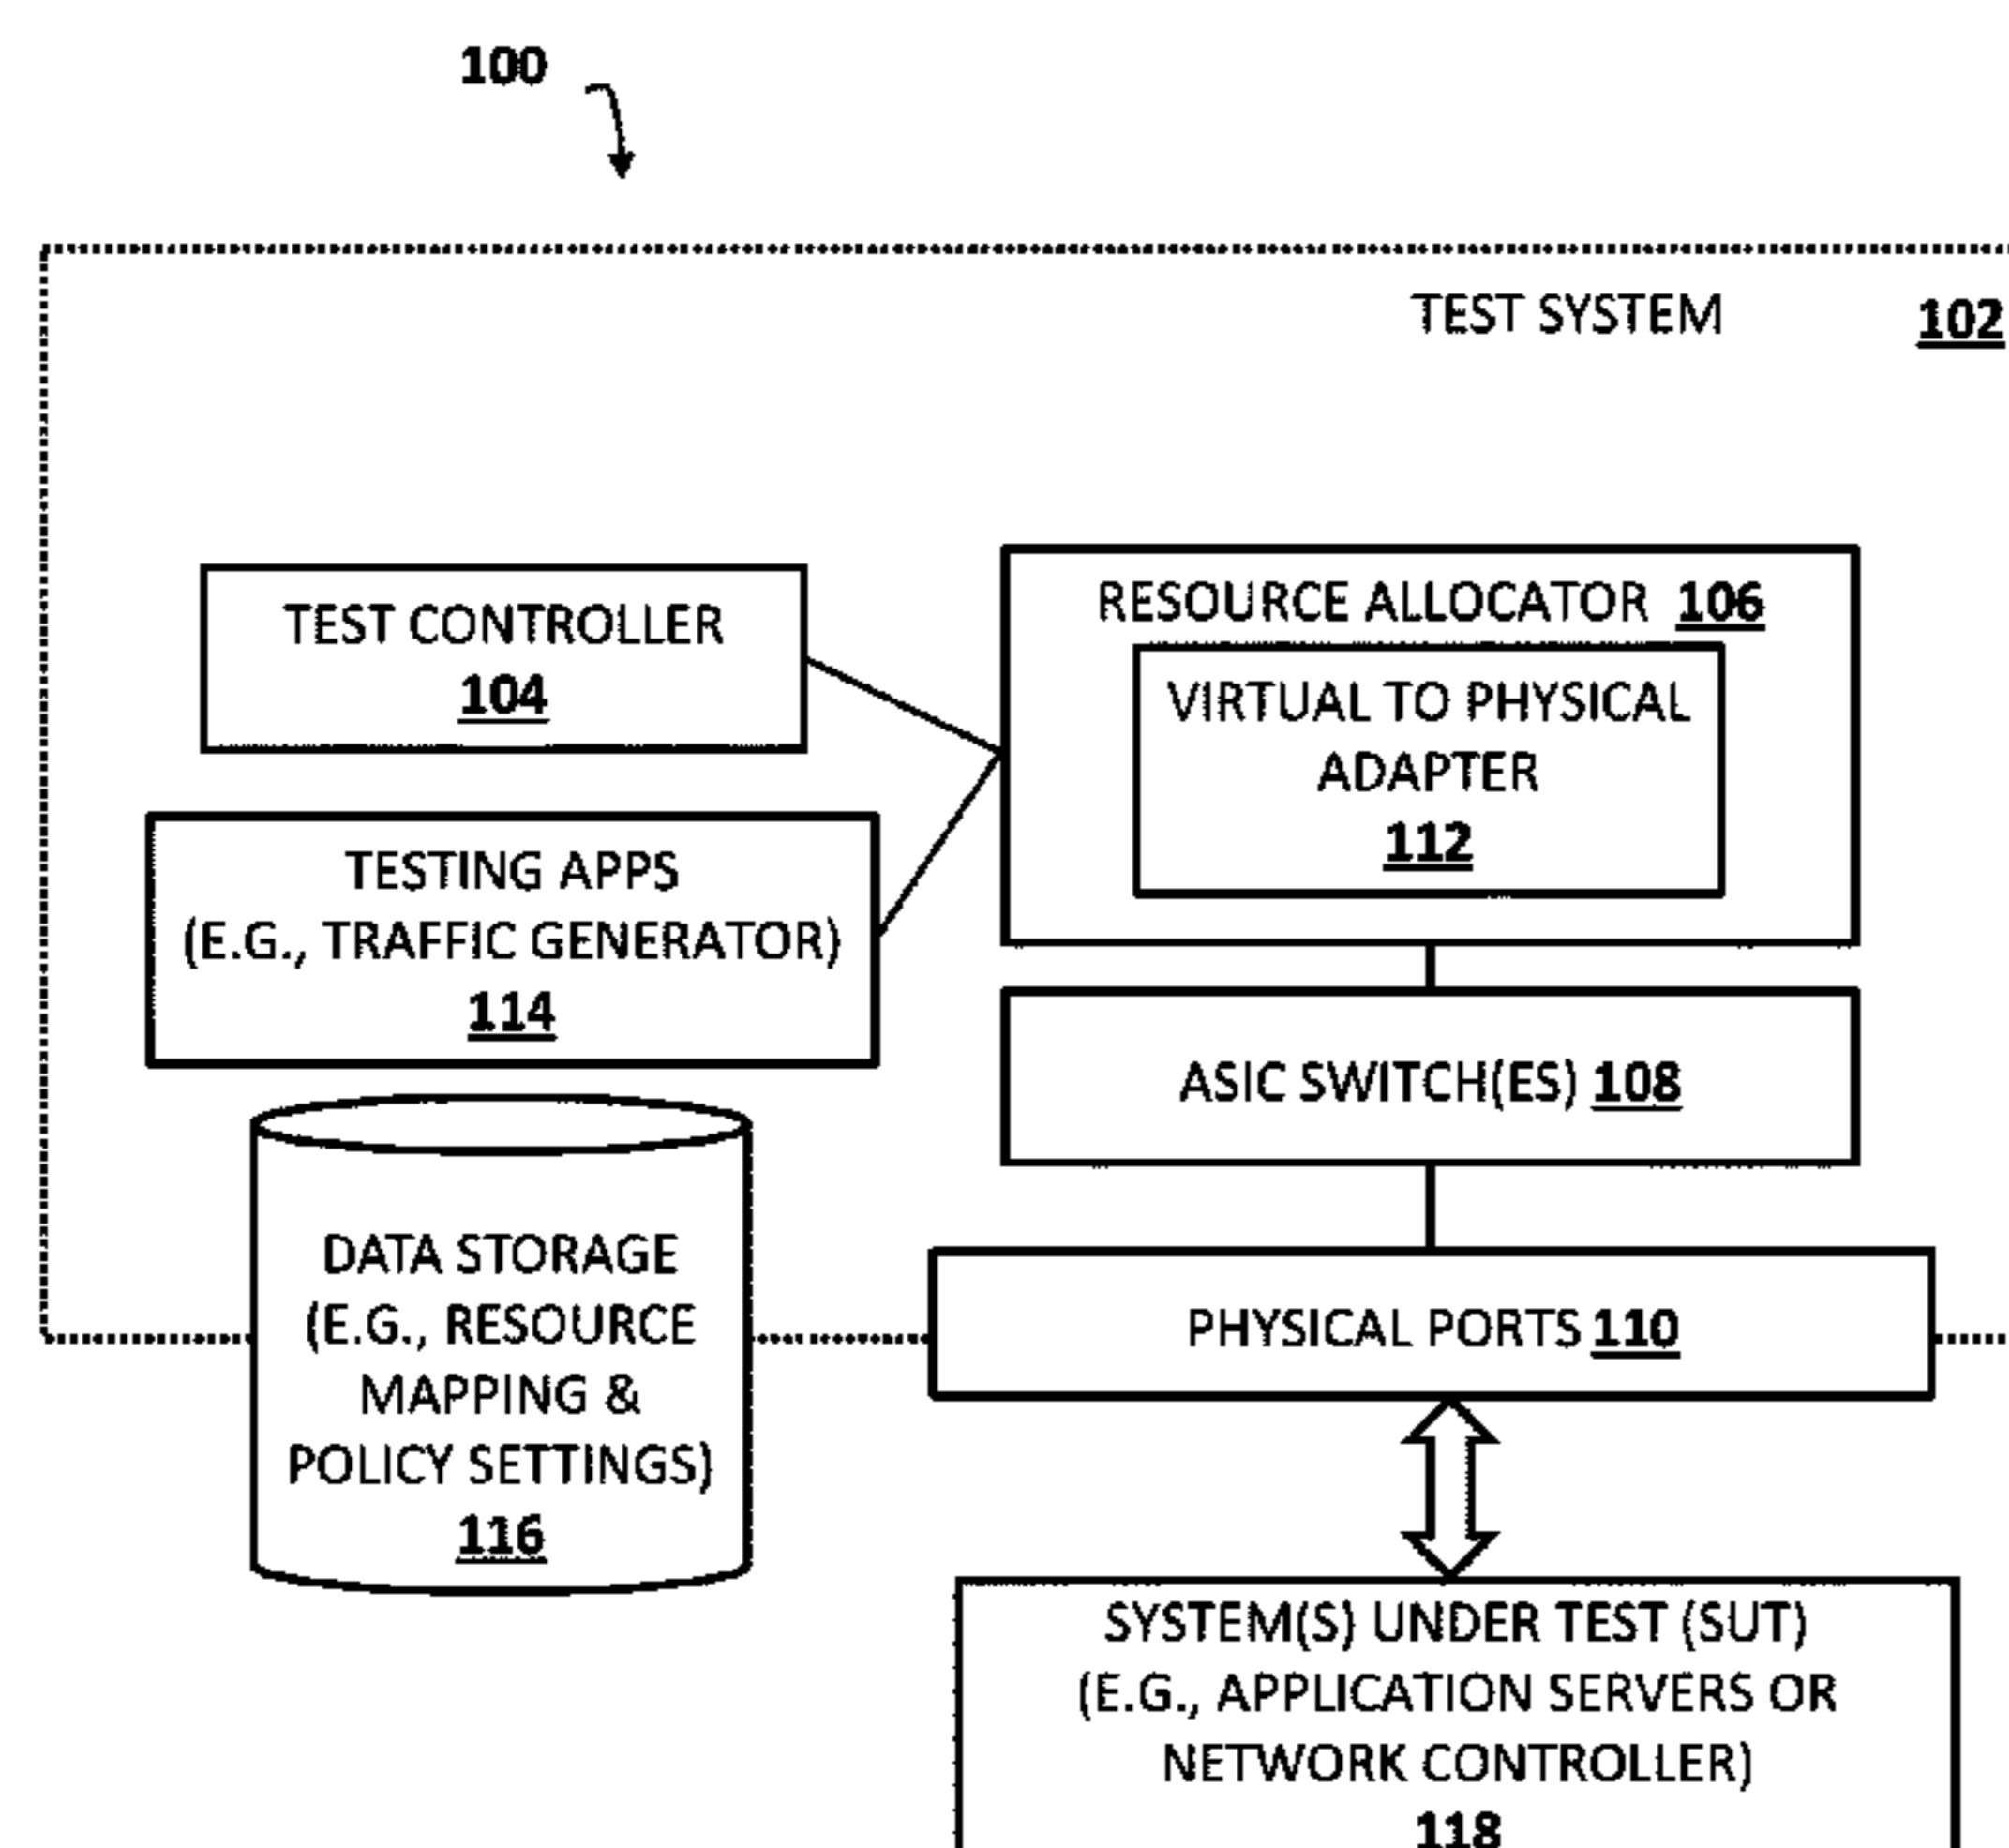 100
TEST SYSTEM 102
TEST CONTROLLER
104
RESOURCE ALLOCATOR 106
VIRTUAL TO PHYSICAL
ADAPTER
112
TESTING APPS
(E.G., TRAFFIC GENERATOR)
114
ASIC SWITCH(ES) 108
DATA STORAGE
(E.G., RESOURCE
MAPPING &
POLICY SETTINGS)
116
PHYSICAL PORTS 110
SYSTEM(S) UNDER TEST (SUT)
(E.G., APPLICATION SERVERS OR
NETWORK CONTROLLER)
118